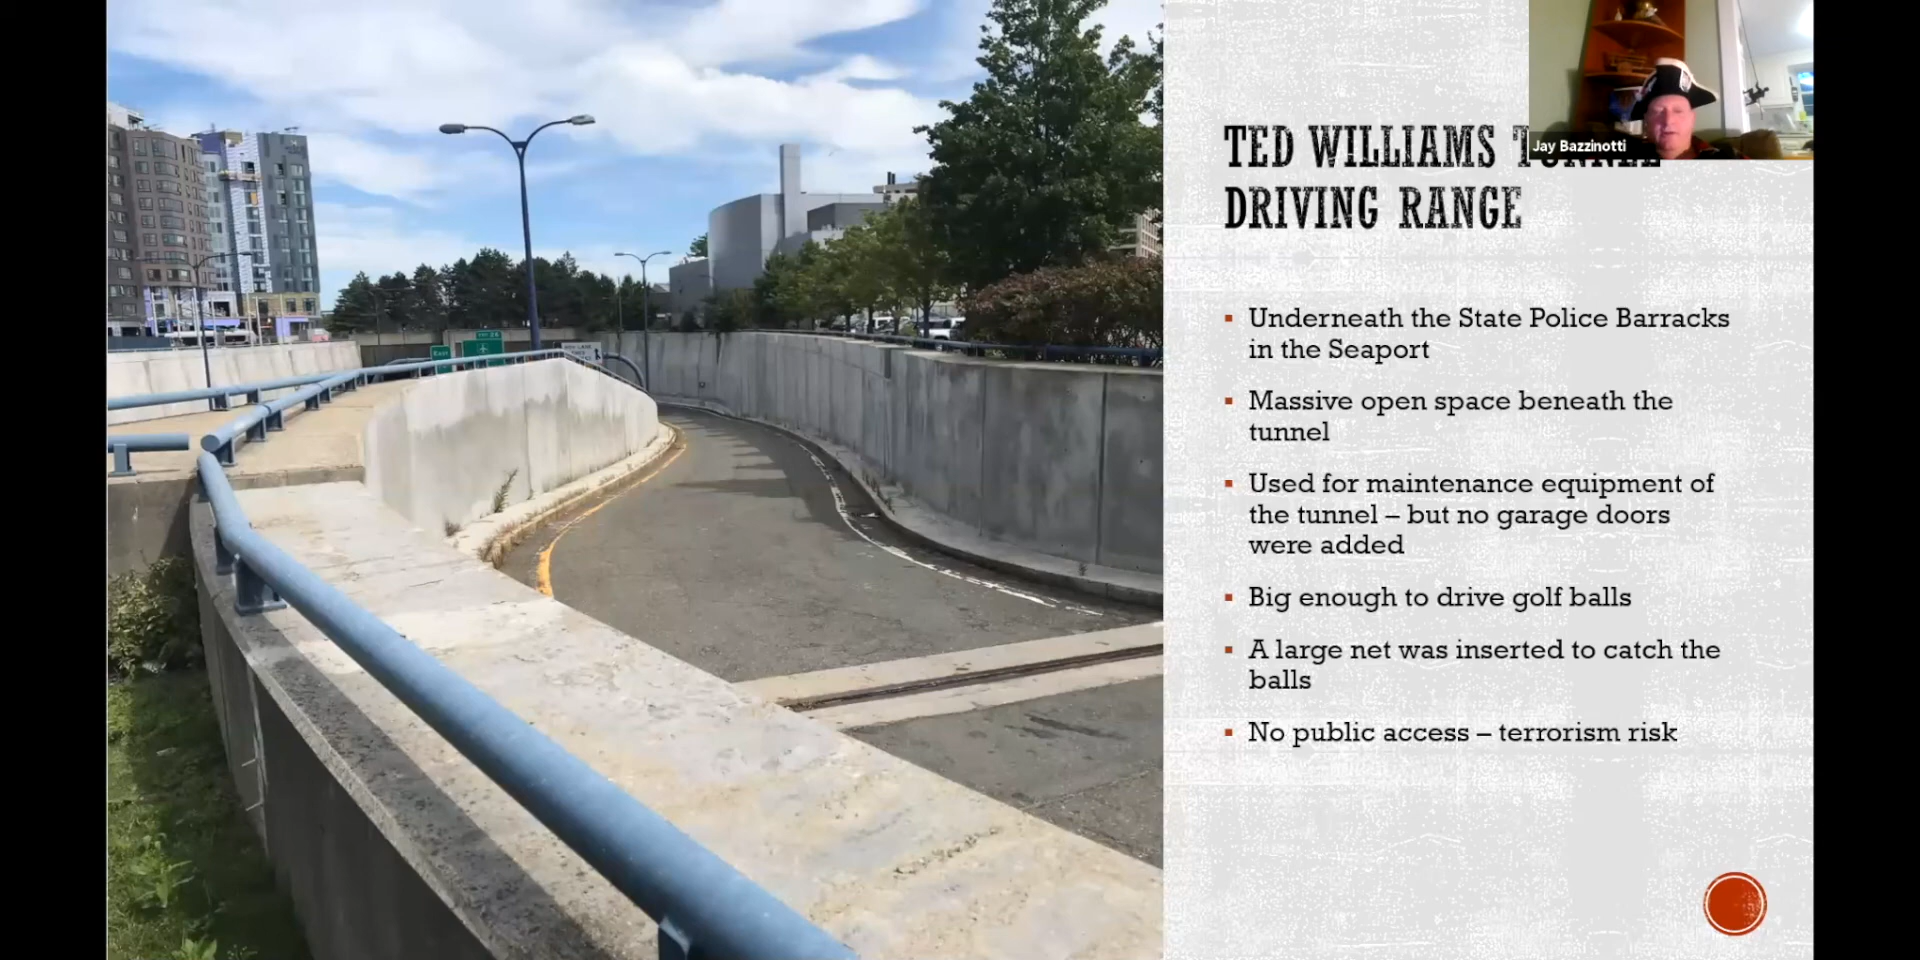 Jay Bazzinotti
TED WILLIAMS TUNNEL
DRIVING RANGE
▪ Underneath the State Police Barracks
in the Seaport
▪ Massive open space beneath the
tunnel
▪ Used for maintenance equipment of
the tunnel – but no garage doors
were added
▪ Big enough to drive golf balls
▪ A large net was inserted to catch the
balls
▪ No public access – terrorism risk
East